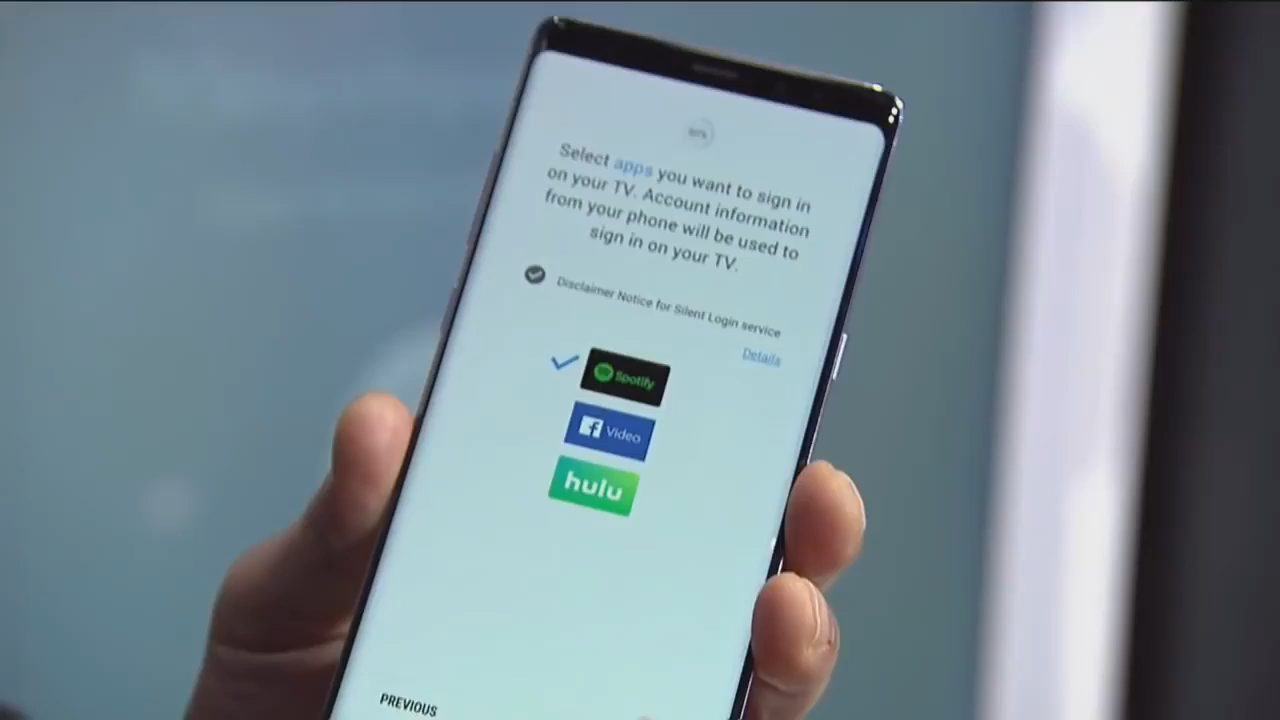 Select apps you want to sign in
on your TV. Account information
from your phone will be used to
sign in on your TV.
Disclaimer Notice for Silent Login service
Details
Spotify
f Video
hulu
PREVIOUS